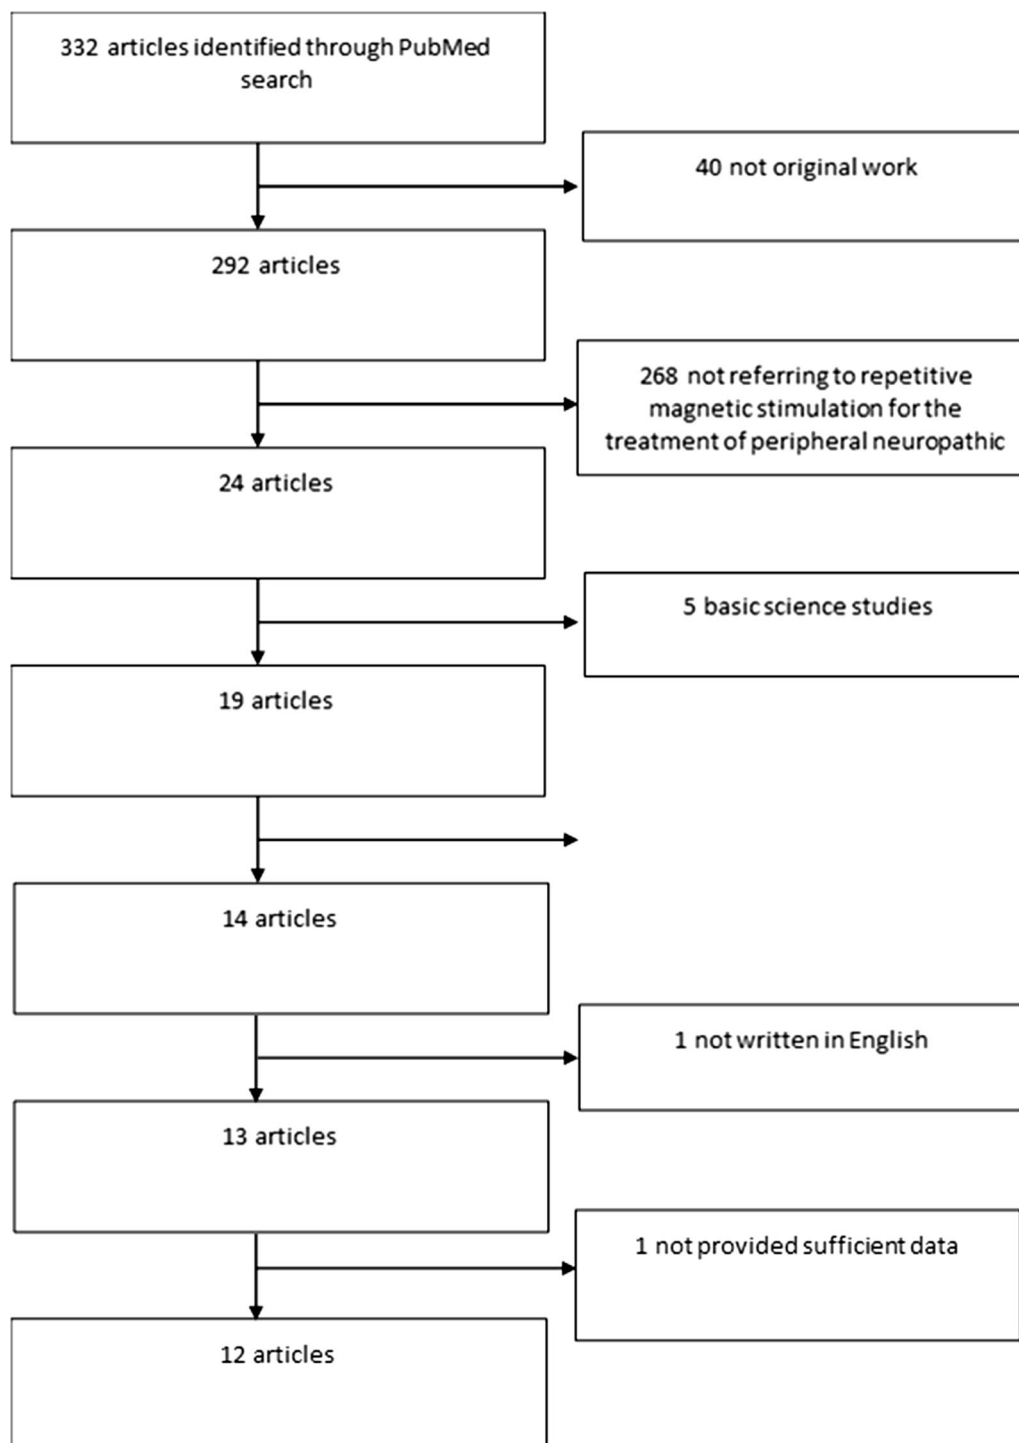 332 articles identified through PubMed
search
40 not original work
292 articles
268 not referring to repetitive
magnetic stimulation for the
treatment of peripheral neuropathic
24 articles
5 basic science studies
19 articles
14 articles
1 not written in English
13 articles
1 not provided sufficient data
12 articles